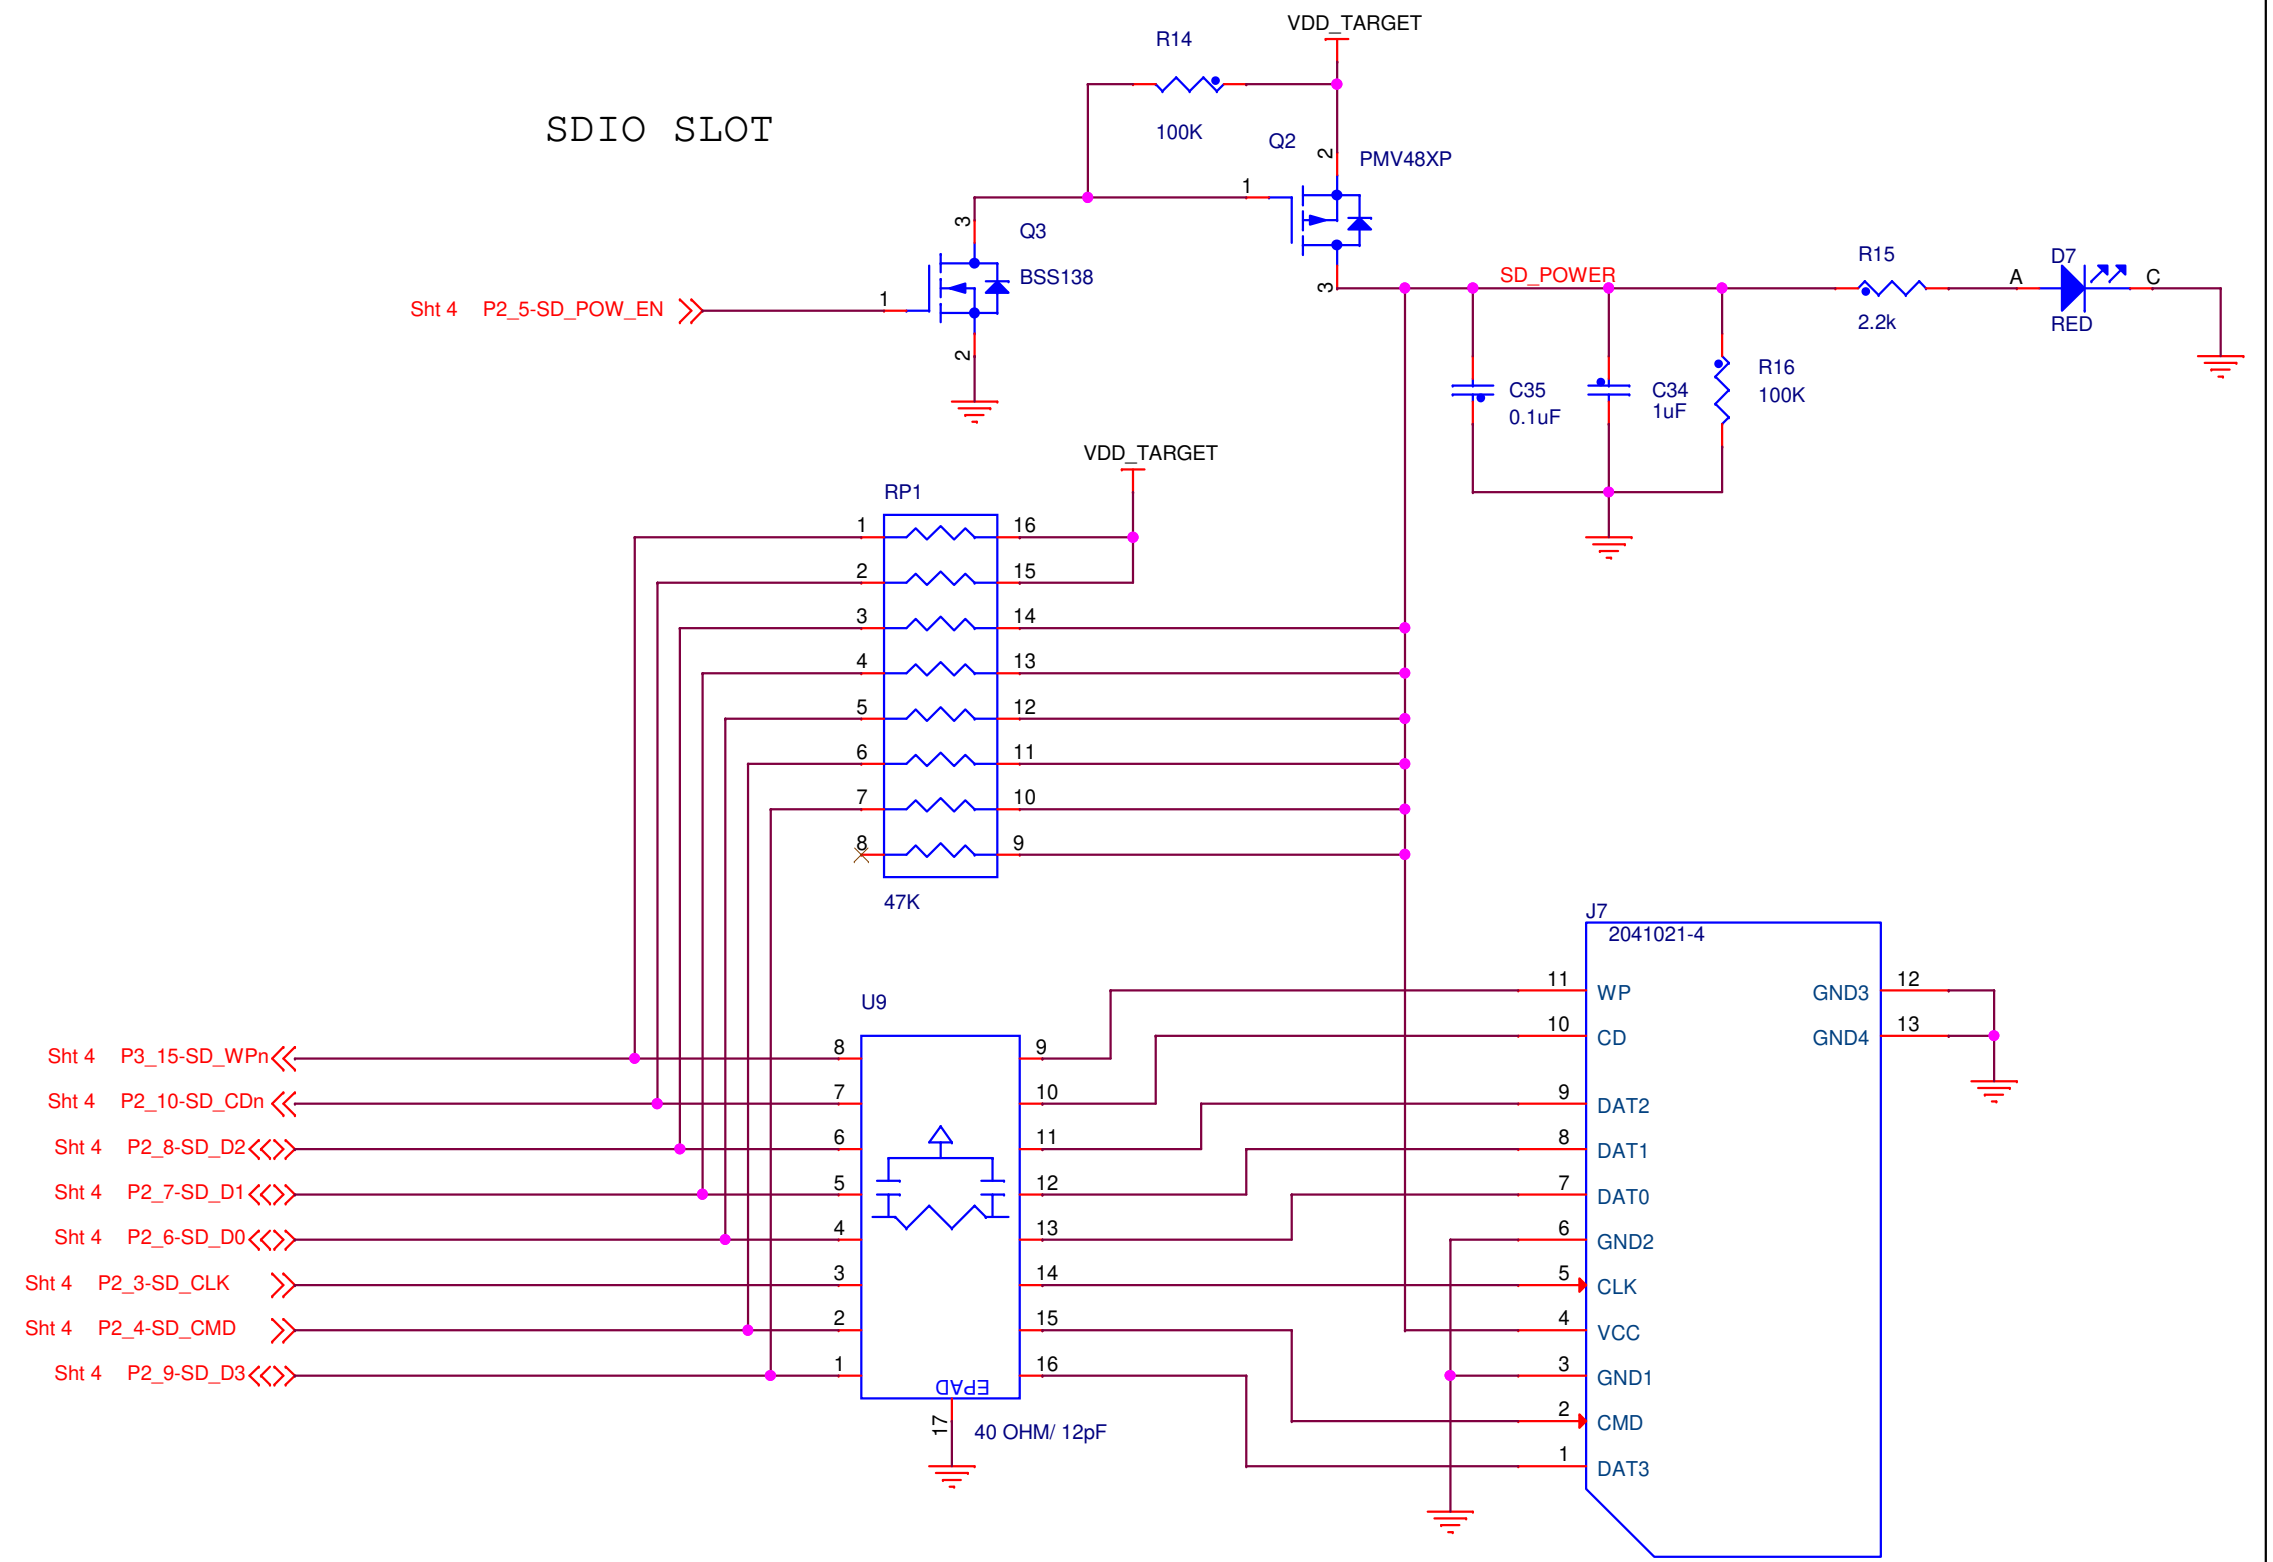 VDD_TARGET
R14
SDIO SLOT
100K
Q2
2
PMV48XP
1
3
Q3
BSS138
1
2
Sht 4 P2_5-SD_POW_EN
3
SD_POWER
R15
2.2k
A
D7
C
RED
C35
0.1uF
C34
1uF
R16
100K
VDD_TARGET
RP1
1 16
2 15
3 14
4 13
5 12
6 11
7 10
8 9
47K
J7
2041021-4
11 WP GND3 12
10 CD GND4 13
9 DAT2
8 DAT1
7 DAT0
6 GND2
5 CLK
4 VCC
3 GND1
2 CMD
1 DAT3
U9
Sht 4 P3_15-SD_WPn 8 9
Sht 4 P2_10-SD_CDn 7 10
Sht 4 P2_8-SD_D2 6 11
Sht 4 P2_7-SD_D1 5 12
Sht 4 P2_6-SD_D0 4 13
Sht 4 P2_3-SD_CLK 3 14
Sht 4 P2_4-SD_CMD 2 15
Sht 4 P2_9-SD_D3 1 16
EPAD
17
40 OHM/ 12pF